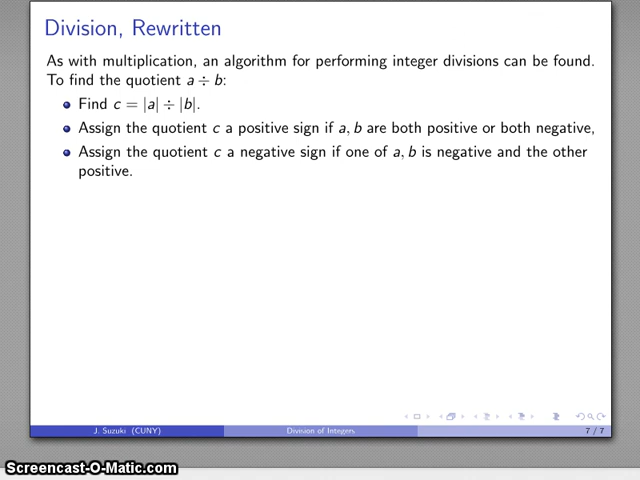 Division, Rewritten
As with multiplication, an algorithm for performing integer divisions can be found.
To find the quotient a ÷ b:
Find c = |a| ÷ |b|.
Assign the quotient c a positive sign if a, b are both positive or both negative,
Assign the quotient c a negative sign if one of a, b is negative and the other
positive.
J. Suzuki (CUNY) Division of Integers 7 / 7
Screencast-O-Matic.com